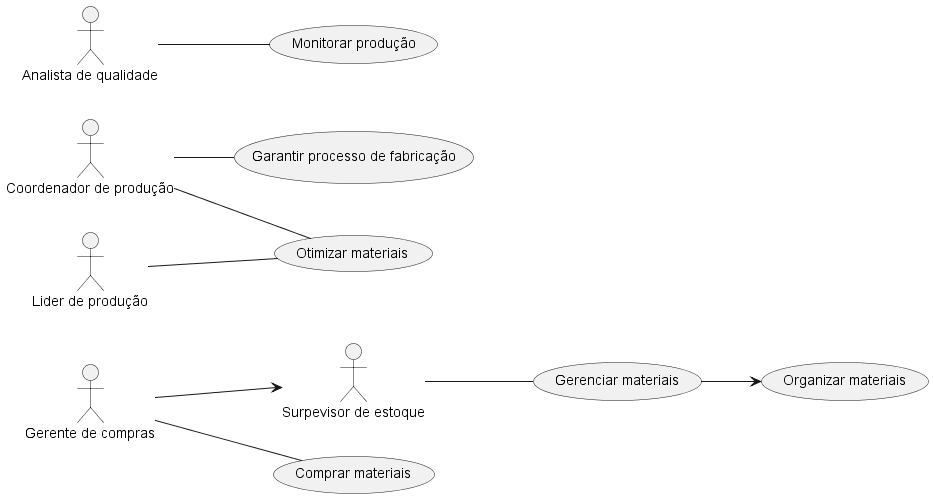 Analista de qualidade
Monitorar produção
Coordenador de produção
Garantir processo de fabricação
Lider de produção
Otimizar materiais
Gerente de compras
Surpevisor de estoque
Gerenciar materiais
Organizar materiais
Comprar materiais